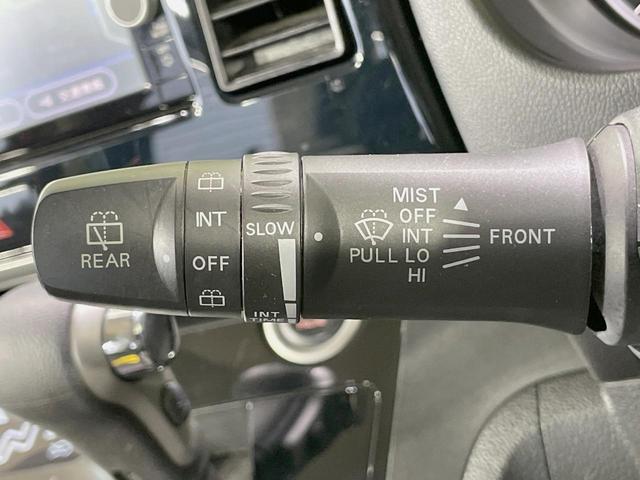 REAR
INT
OFF
SLOW
INT
TIME
MIST
OFF
INT
PULL LO
HI
FRONT